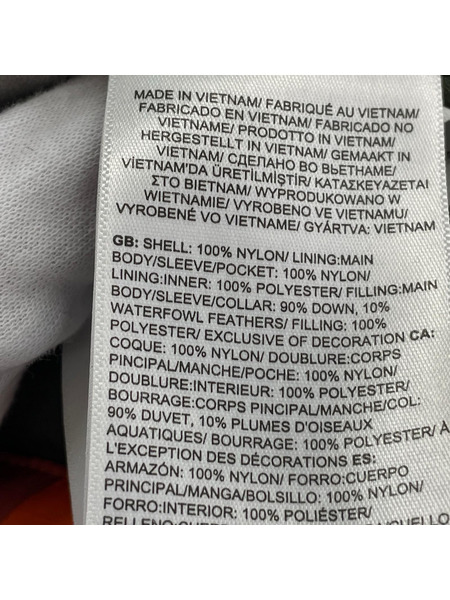 MADE IN VIETNAM/ FABRIQUÉ AU VIETNAM/
FABRICADO EN VIETNAM/ FABRICADO NO
VIETNAME/ PRODOTTO IN VIETNAM/
HERGESTELLT IN VIETNAM/ GEMAAKT IN
VIETNAM/ СДЕЛАНО ВО ВЬЕТНАМЕ/
VİETNAM'DA ÜRETİLMİŞTİR/ ΚΑΤΑΣΚΕΥΑΖΕΤΑΙ
ΣΤΟ ΒΙΕΤΝΑΜ/ WYPRODUKOWANO W
WIETNAMIE/ VYROBENO VE VIETNAMU/
VYROBENÉ VO VIETNAME/ GYÁRTVA: VIETNAM
GB: SHELL: 100% NYLON/ LINING:MAIN
BODY/SLEEVE/POCKET: 100% NYLON/
LINING:INNER: 100% POLYESTER/ FILLING:MAIN
BODY/SLEEVE/COLLAR: 90% DOWN, 10%
WATERFOWL FEATHERS/ FILLING: 100%
POLYESTER/ EXCLUSIVE OF DECORATION CA:
COQUE: 100% NYLON/ DOUBLURE:CORPS
PINCIPAL/MANCHE/POCHE: 100% NYLON/
DOUBLURE:INTERIEUR: 100% POLYESTER/
BOURRAGE:CORPS PINCIPAL/MANCHE/COL:
90% DUVET, 10% PLUMES D'OISEAUX
AQUATIQUES/ BOURRAGE: 100% POLYESTER/ À
L'EXCEPTION DES DÉCORATIONS ES:
ARMAZÓN: 100% NYLON/ FORRO:CUERPO
PRINCIPAL/MANGA/BOLSILLO: 100% NYLON/
FORRO:INTERIOR: 100% POLIÉSTER/